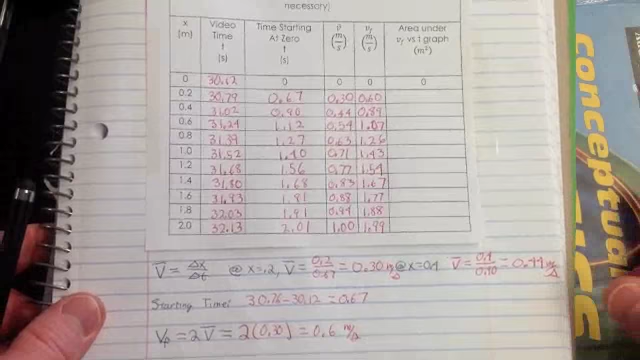 necessary)
x (m) Video Time t (s) Time Starting At Zero t (s) v̅ (m/s) vf (m/s) Area under vf vs t graph (m²)
0 30.12 0 0 0 0
0.2 30.79 0.67 0.30 0.60
0.4 31.02 0.90 0.44 0.89
0.6 31.24 1.12 0.54 1.07
0.8 31.39 1.27 0.63 1.26
1.0 31.52 1.40 0.71 1.43
1.2 31.68 1.56 0.77 1.54
1.4 31.80 1.68 0.83 1.67
1.6 31.93 1.81 0.88 1.77
1.8 32.03 1.91 0.94 1.88
2.0 32.13 2.01 1.00 1.99
V̅ = Δx/Δt @ x=.2, V̅ = 0.2/0.67 = 0.30 m/s @ x=0.4 V̅ = 0.4/0.90 = 0.44 m/s
Starting Time: 30.76-30.12=0.67
Vf = 2V̅ = 2(0.30) = 0.6 m/s
conceptual